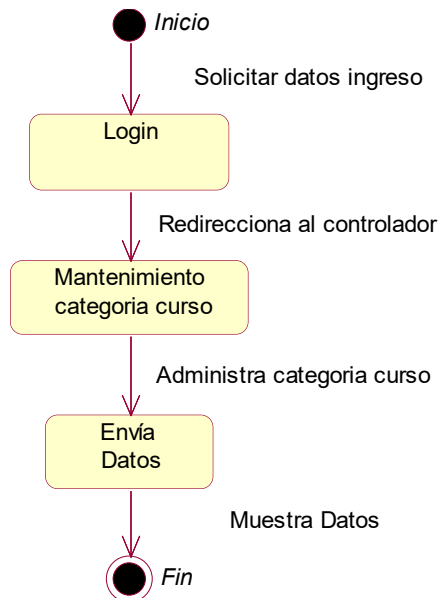 Inicio
Solicitar datos ingreso
Login
Redirecciona al controlador
Mantenimiento
categoria curso
Administra categoria curso
Envía
Datos
Muestra Datos
Fin